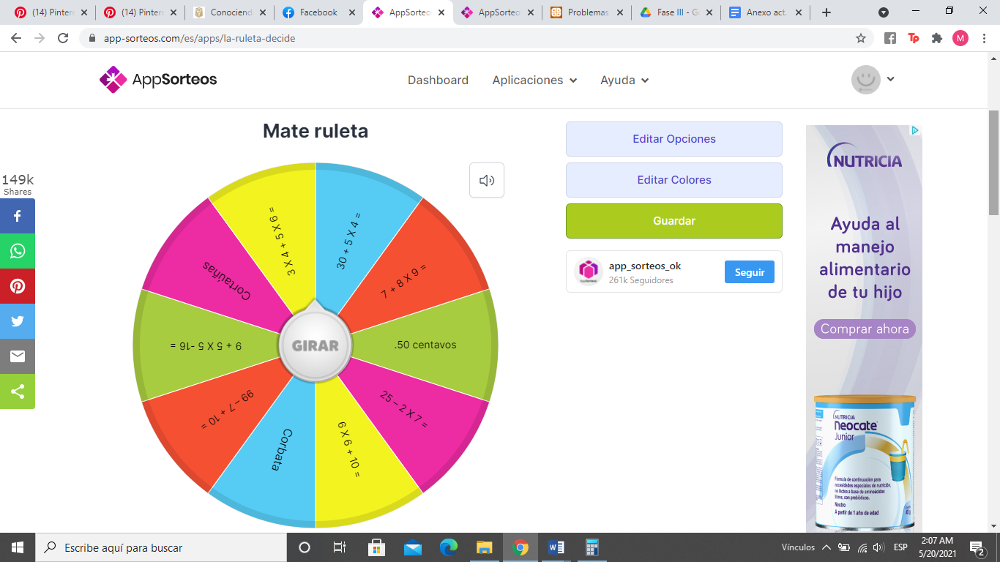 (14) Pinter
(14) Pinter
Conociend
Facebook
AppSorteo
AppSorteo
Problemas
Fase III - G
Anexo act.
app-sorteos.com/es/apps/la-ruleta-decide
M
AppSorteos
Dashboard
Aplicaciones
Ayuda
Mate ruleta
149k
Shares
30 + 5 X 4 =
7 + 8 X 9 =
.50 centavos
25 – 2 X 7 =
6 X 6 + 10 =
Corbata
99 – 7 + 10 =
9 + 5 X 5 -16 =
Cortauñas
3 X 4 + 5 X 6 =
GIRAR
Editar Opciones
Editar Colores
Guardar
app_sorteos_ok
261k Seguidores
Seguir
NUTRICIA
Ayuda al
manejo
alimentario
de tu hijo
Comprar ahora
NUTRICIA
Neocate
Junior
Fórmula de continuación para
necesidades especiales de nutrición,
no láctea a base de aminoácidos
libres, con prebióticos.
Neutro
A partir de 1 año de edad
Escribe aquí para buscar
Vínculos
ESP
2:07 AM
5/20/2021
2